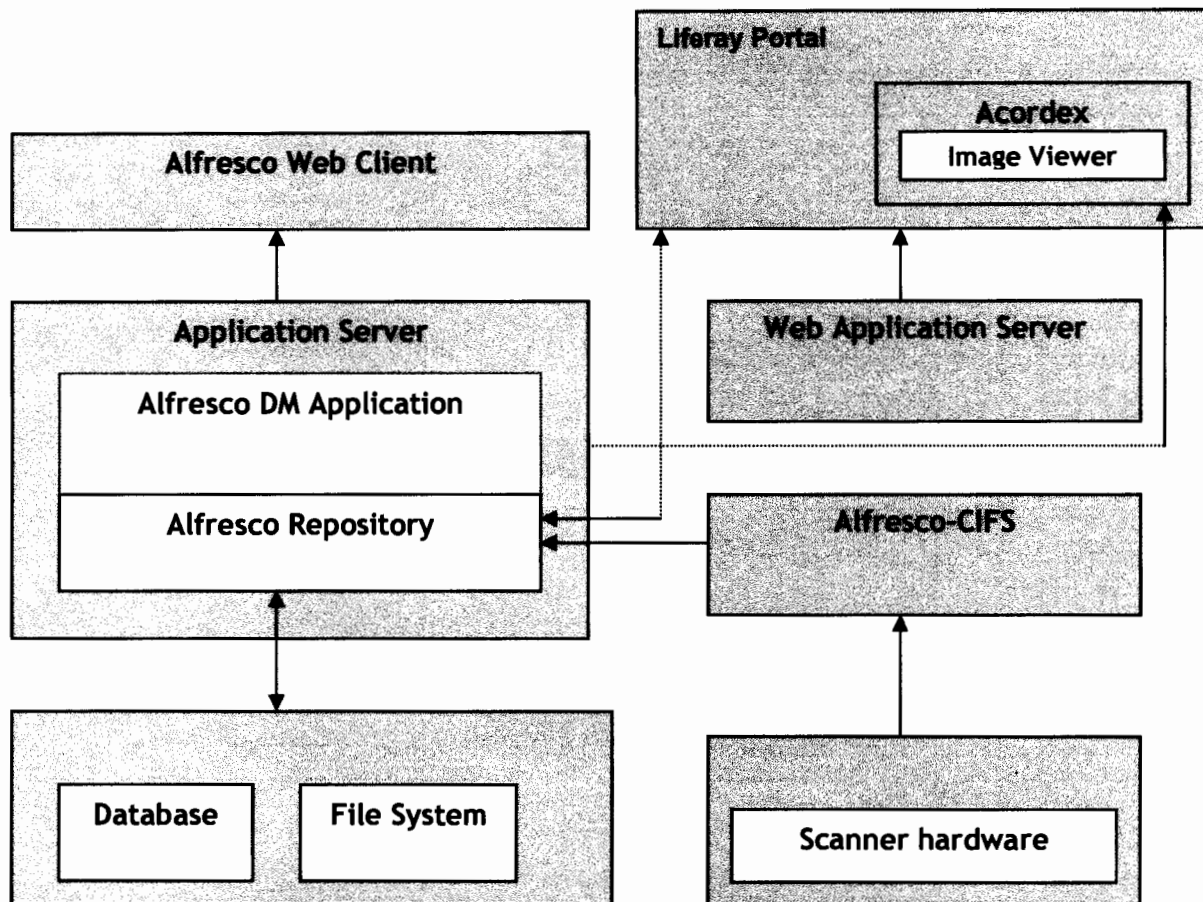 Liferay Portal
Acordex
Image Viewer
Alfresco Web Client
Application Server
Web Application Server
Alfresco DM Application
Alfresco Repository
Alfresco-CIFS
Database
File System
Scanner hardware